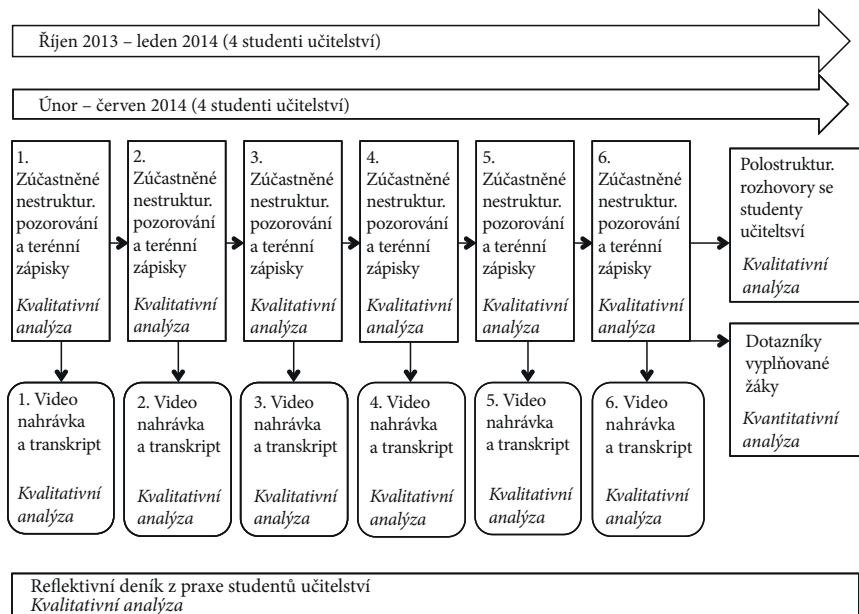 Říjen 2013 – leden 2014 (4 studenti učitelství)
Únor – červen 2014 (4 studenti učitelství)
1.
Zúčastněné
nestruktur.
pozorování
a terénní
zápisky
Kvalitativní
analýza
2.
Zúčastněné
nestruktur.
pozorování
a terénní
zápisky
Kvalitativní
analýza
3.
Zúčastněné
nestruktur.
pozorování
a terénní
zápisky
Kvalitativní
analýza
4.
Zúčastněné
nestruktur.
pozorování
a terénní
zápisky
Kvalitativní
analýza
5.
Zúčastněné
nestruktur.
pozorování
a terénní
zápisky
Kvalitativní
analýza
6.
Zúčastněné
nestruktur.
pozorování
a terénní
zápisky
Kvalitativní
analýza
Polostruktur.
rozhovory se
studenty
učiteltsví
Kvalitativní
analýza
Dotazníky
vyplňované
žáky
Kvantitativní
analýza
1. Video
nahrávka
a transkript
Kvalitativní
analýza
2. Video
nahrávka
a transkript
Kvalitativní
analýza
3. Video
nahrávka
a transkript
Kvalitativní
analýza
4. Video
nahrávka
a transkript
Kvalitativní
analýza
5. Video
nahrávka
a transkript
Kvalitativní
analýza
6. Video
nahrávka
a transkript
Kvalitativní
analýza
Reflektivní deník z praxe studentů učitelství
Kvalitativní analýza